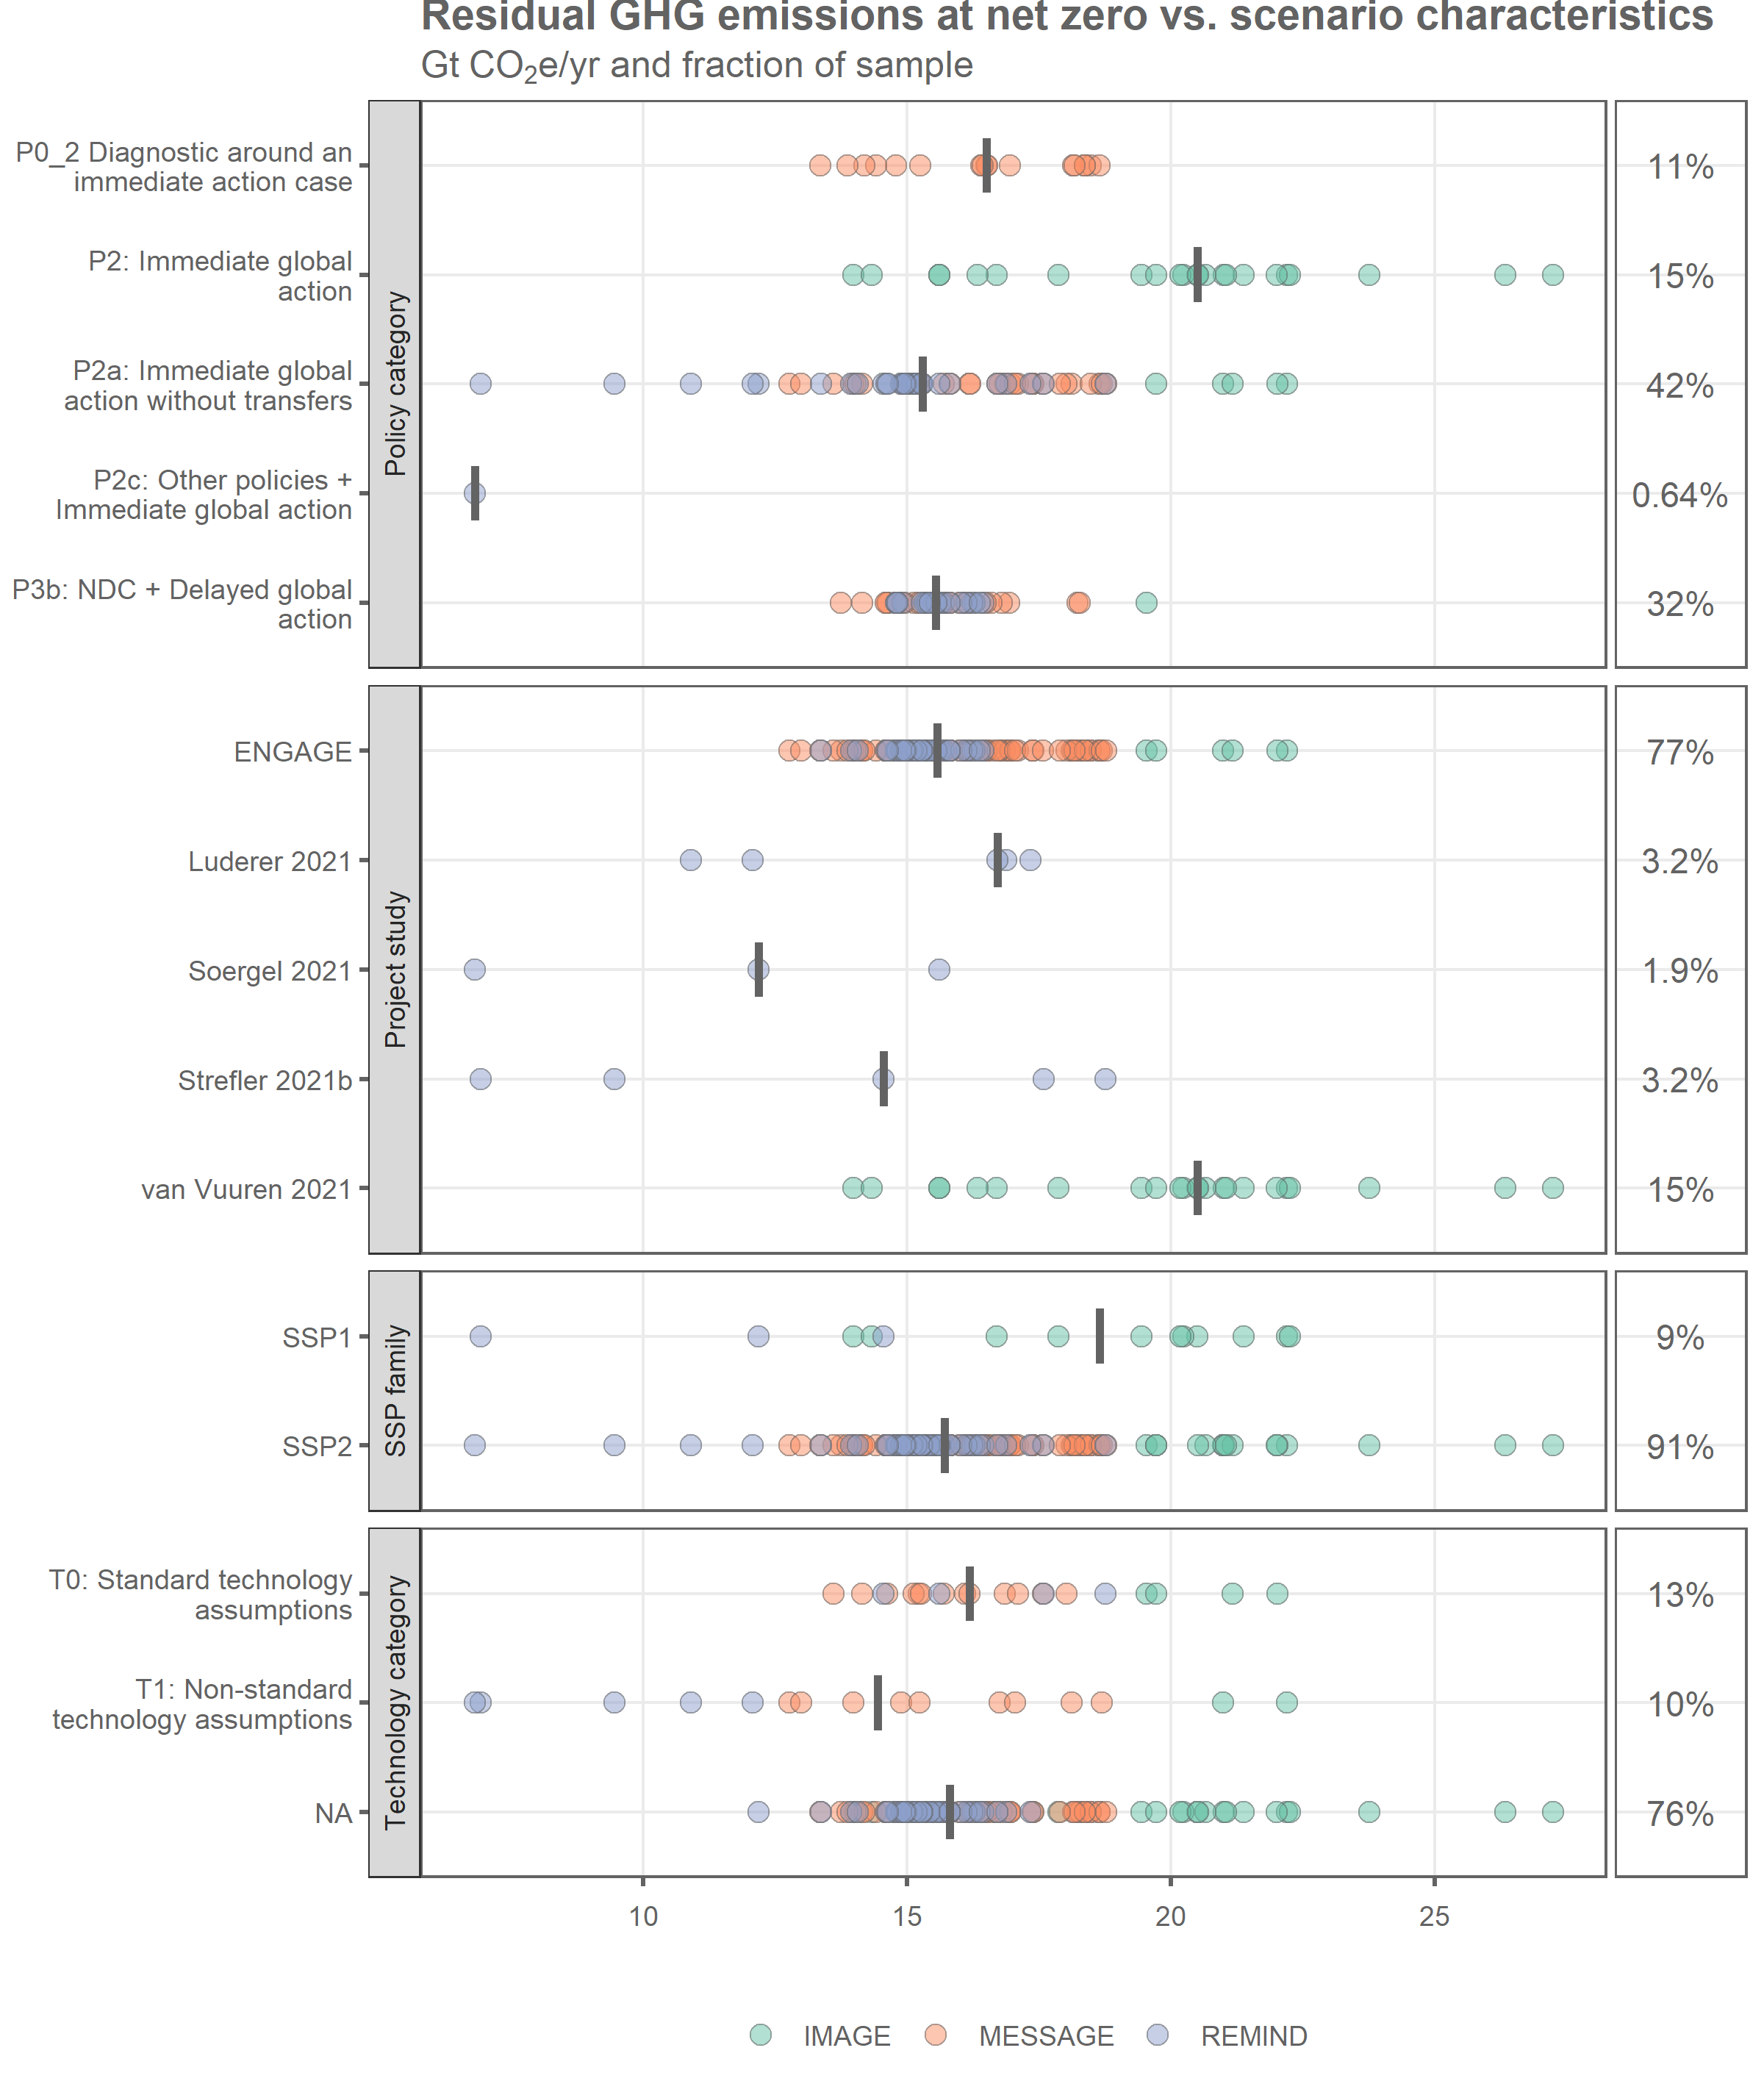 Residual GHG emissions at net zero vs. scenario characteristics
Gt CO₂e/yr and fraction of sample
Policy category
P0_2 Diagnostic around an
immediate action case
11%
P2: Immediate global
action
15%
P2a: Immediate global
action without transfers
42%
P2c: Other policies +
Immediate global action
0.64%
P3b: NDC + Delayed global
action
32%
Project study
ENGAGE
77%
Luderer 2021
3.2%
Soergel 2021
1.9%
Strefler 2021b
3.2%
van Vuuren 2021
15%
SSP family
SSP1
9%
SSP2
91%
Technology category
T0: Standard technology
assumptions
13%
T1: Non-standard
technology assumptions
10%
NA
76%
10 15 20 25
IMAGE MESSAGE REMIND